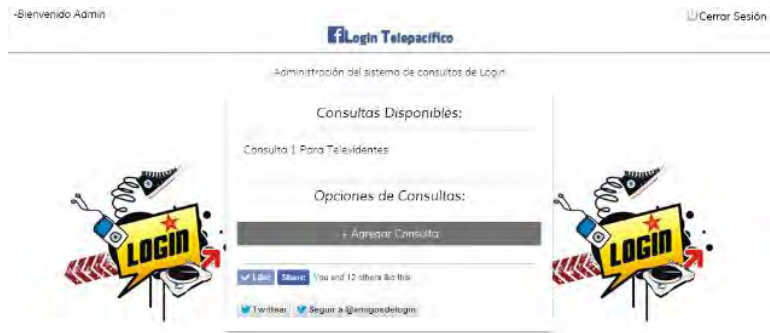 -Bienvenido Admin
Cerrar Sesión
Login Telepacífico
Administración del sistema de consultas de Login
Consultas Disponibles:
Consulta 1 Para Televidentes
Opciones de Consultas:
+ Agregar Consulta
Like Share You and 12 others like this
Twittear Seguir a @amigosdelogin
LOGIN
LOGIN